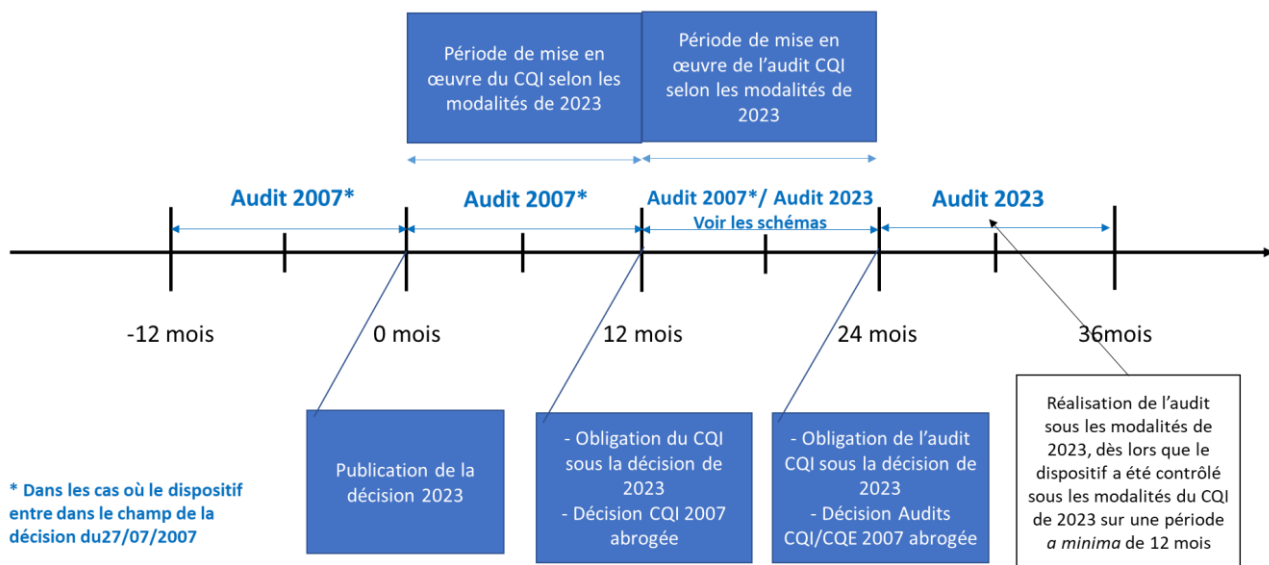 Période de mise en
œuvre du CQI selon les
modalités de 2023
Période de mise en
œuvre de l'audit CQI
selon les modalités de
2023
Audit 2007*
Audit 2007*
Audit 2007*/ Audit 2023
Voir les schémas
Audit 2023
-12 mois
0 mois
12 mois
24 mois
36mois
Publication de la
décision 2023
- Obligation du CQI
sous la décision de
2023
- Décision CQI 2007
abrogée
- Obligation de l'audit
CQI sous la décision de
2023
- Décision Audits
CQI/CQE 2007 abrogée
Réalisation de l'audit
sous les modalités de
2023, dès lors que le
dispositif a été contrôlé
sous les modalités du CQI
de 2023 sur une période
a minima de 12 mois
* Dans les cas où le dispositif
entre dans le champ de la
décision du27/07/2007